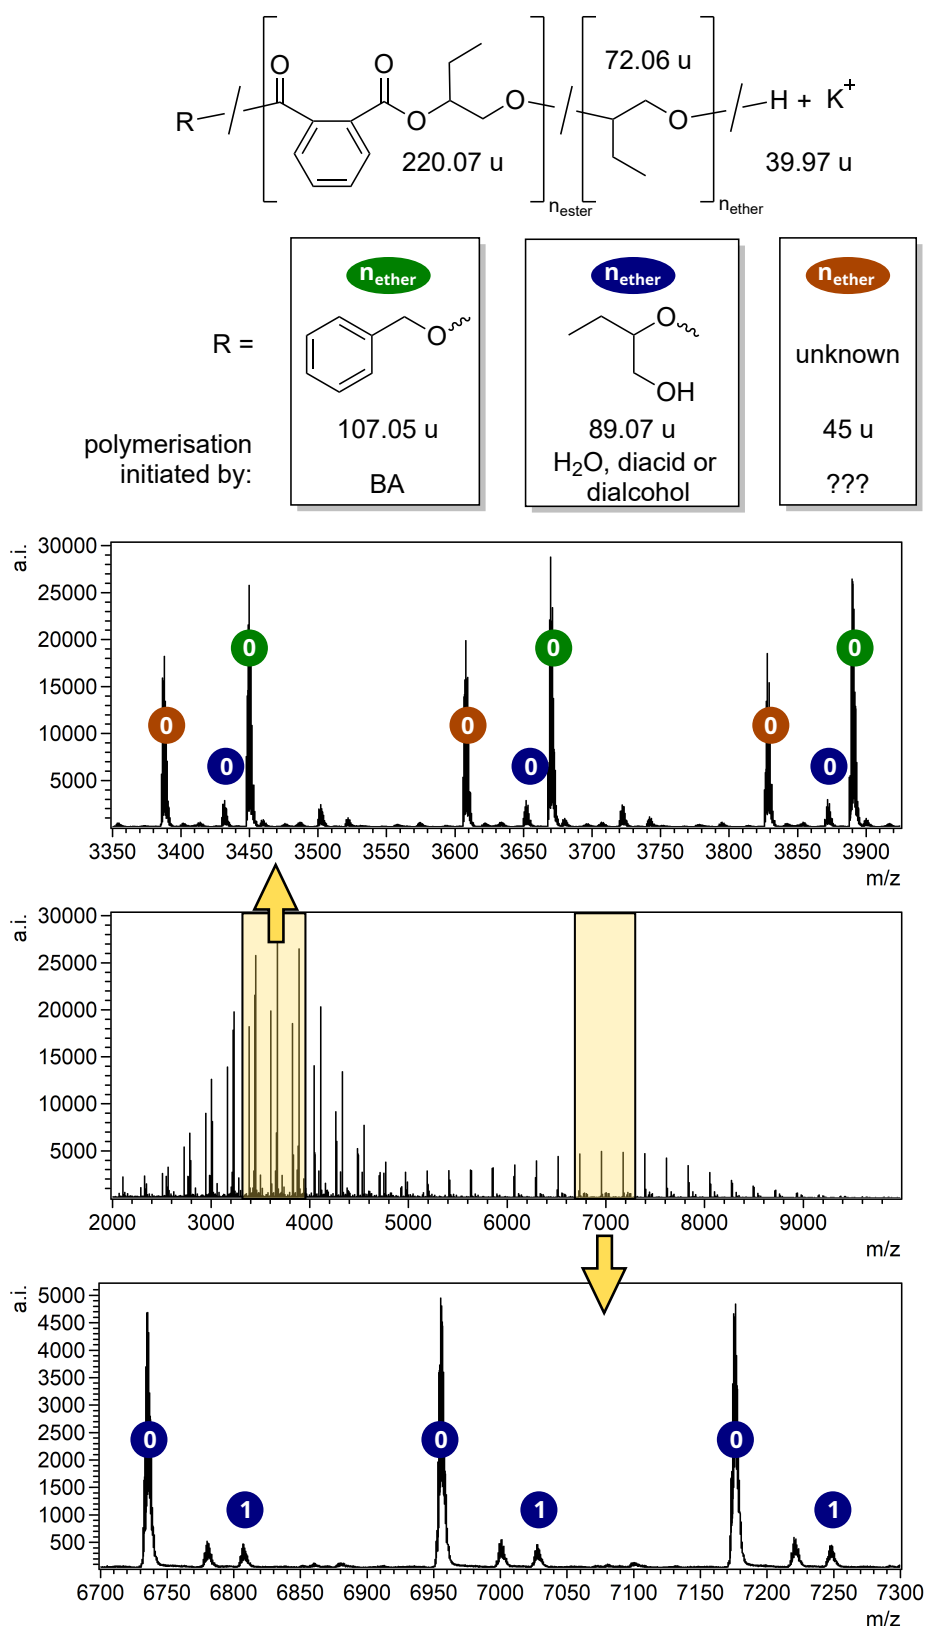 O
O
72.06 u
R
O
O
O
H + K+
220.07 u
39.97 u
nester
nether
nether
nether
nether
R =
O
O
OH
unknown
107.05 u
89.07 u
45 u
polymerisation
initiated by:
BA
H2O, diacid or
dialcohol
???
a.i.
30000
25000
20000
15000
10000
5000
0
0
0
0
0
0
0
0
0
3350 3400 3450 3500 3550 3600 3650 3700 3750 3800 3850 3900
m/z
a.i.
30000
25000
20000
15000
10000
5000
2000 3000 4000 5000 6000 7000 8000 9000
m/z
a.i.
5000
4500
4000
3500
3000
2500
2000
1500
1000
500
0
0
0
1
1
1
6700 6750 6800 6850 6900 6950 7000 7050 7100 7150 7200 7250 7300
m/z